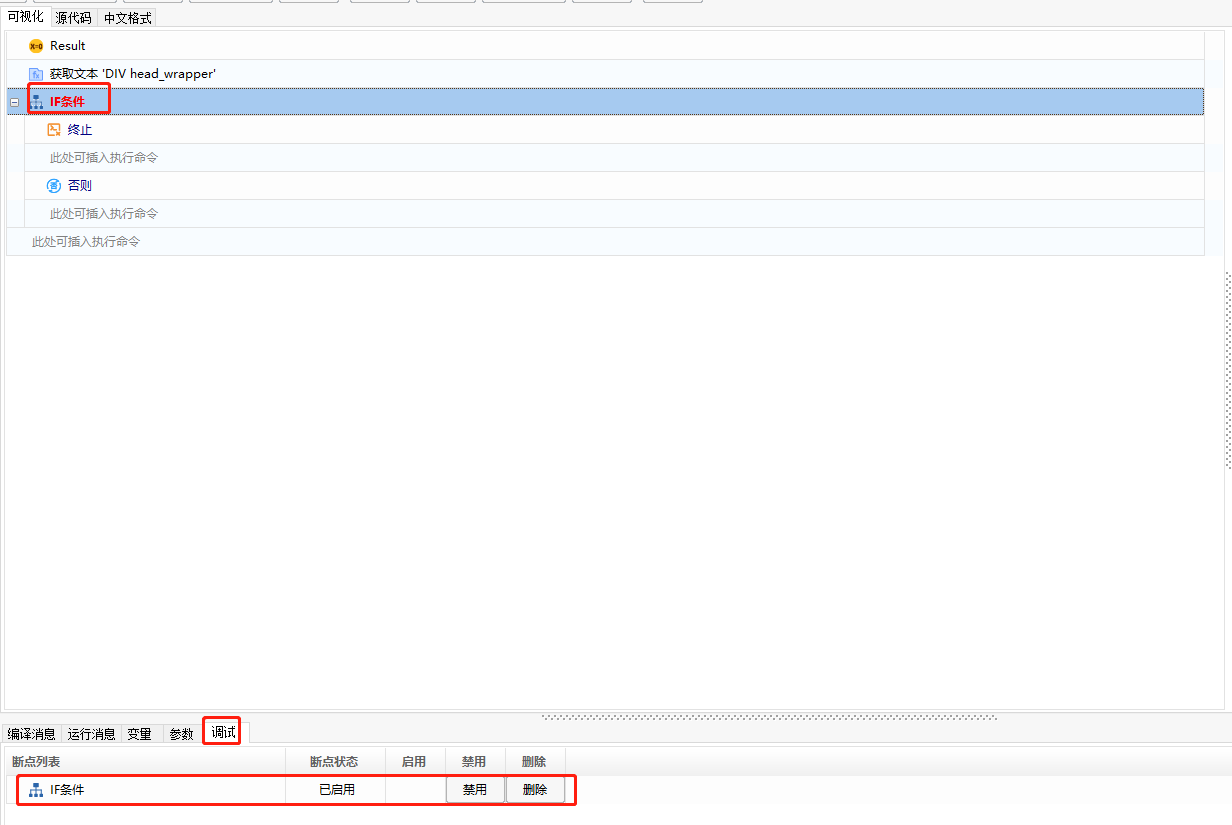 可视化 源代码 中文格式
Result
获取文本 'DIV head_wrapper'
IF条件
终止
此处可插入执行命令
否则
此处可插入执行命令
此处可插入执行命令
编译消息 运行消息 变量 参数 调试
断点列表 断点状态 启用 禁用 删除
IF条件 已启用 禁用 删除